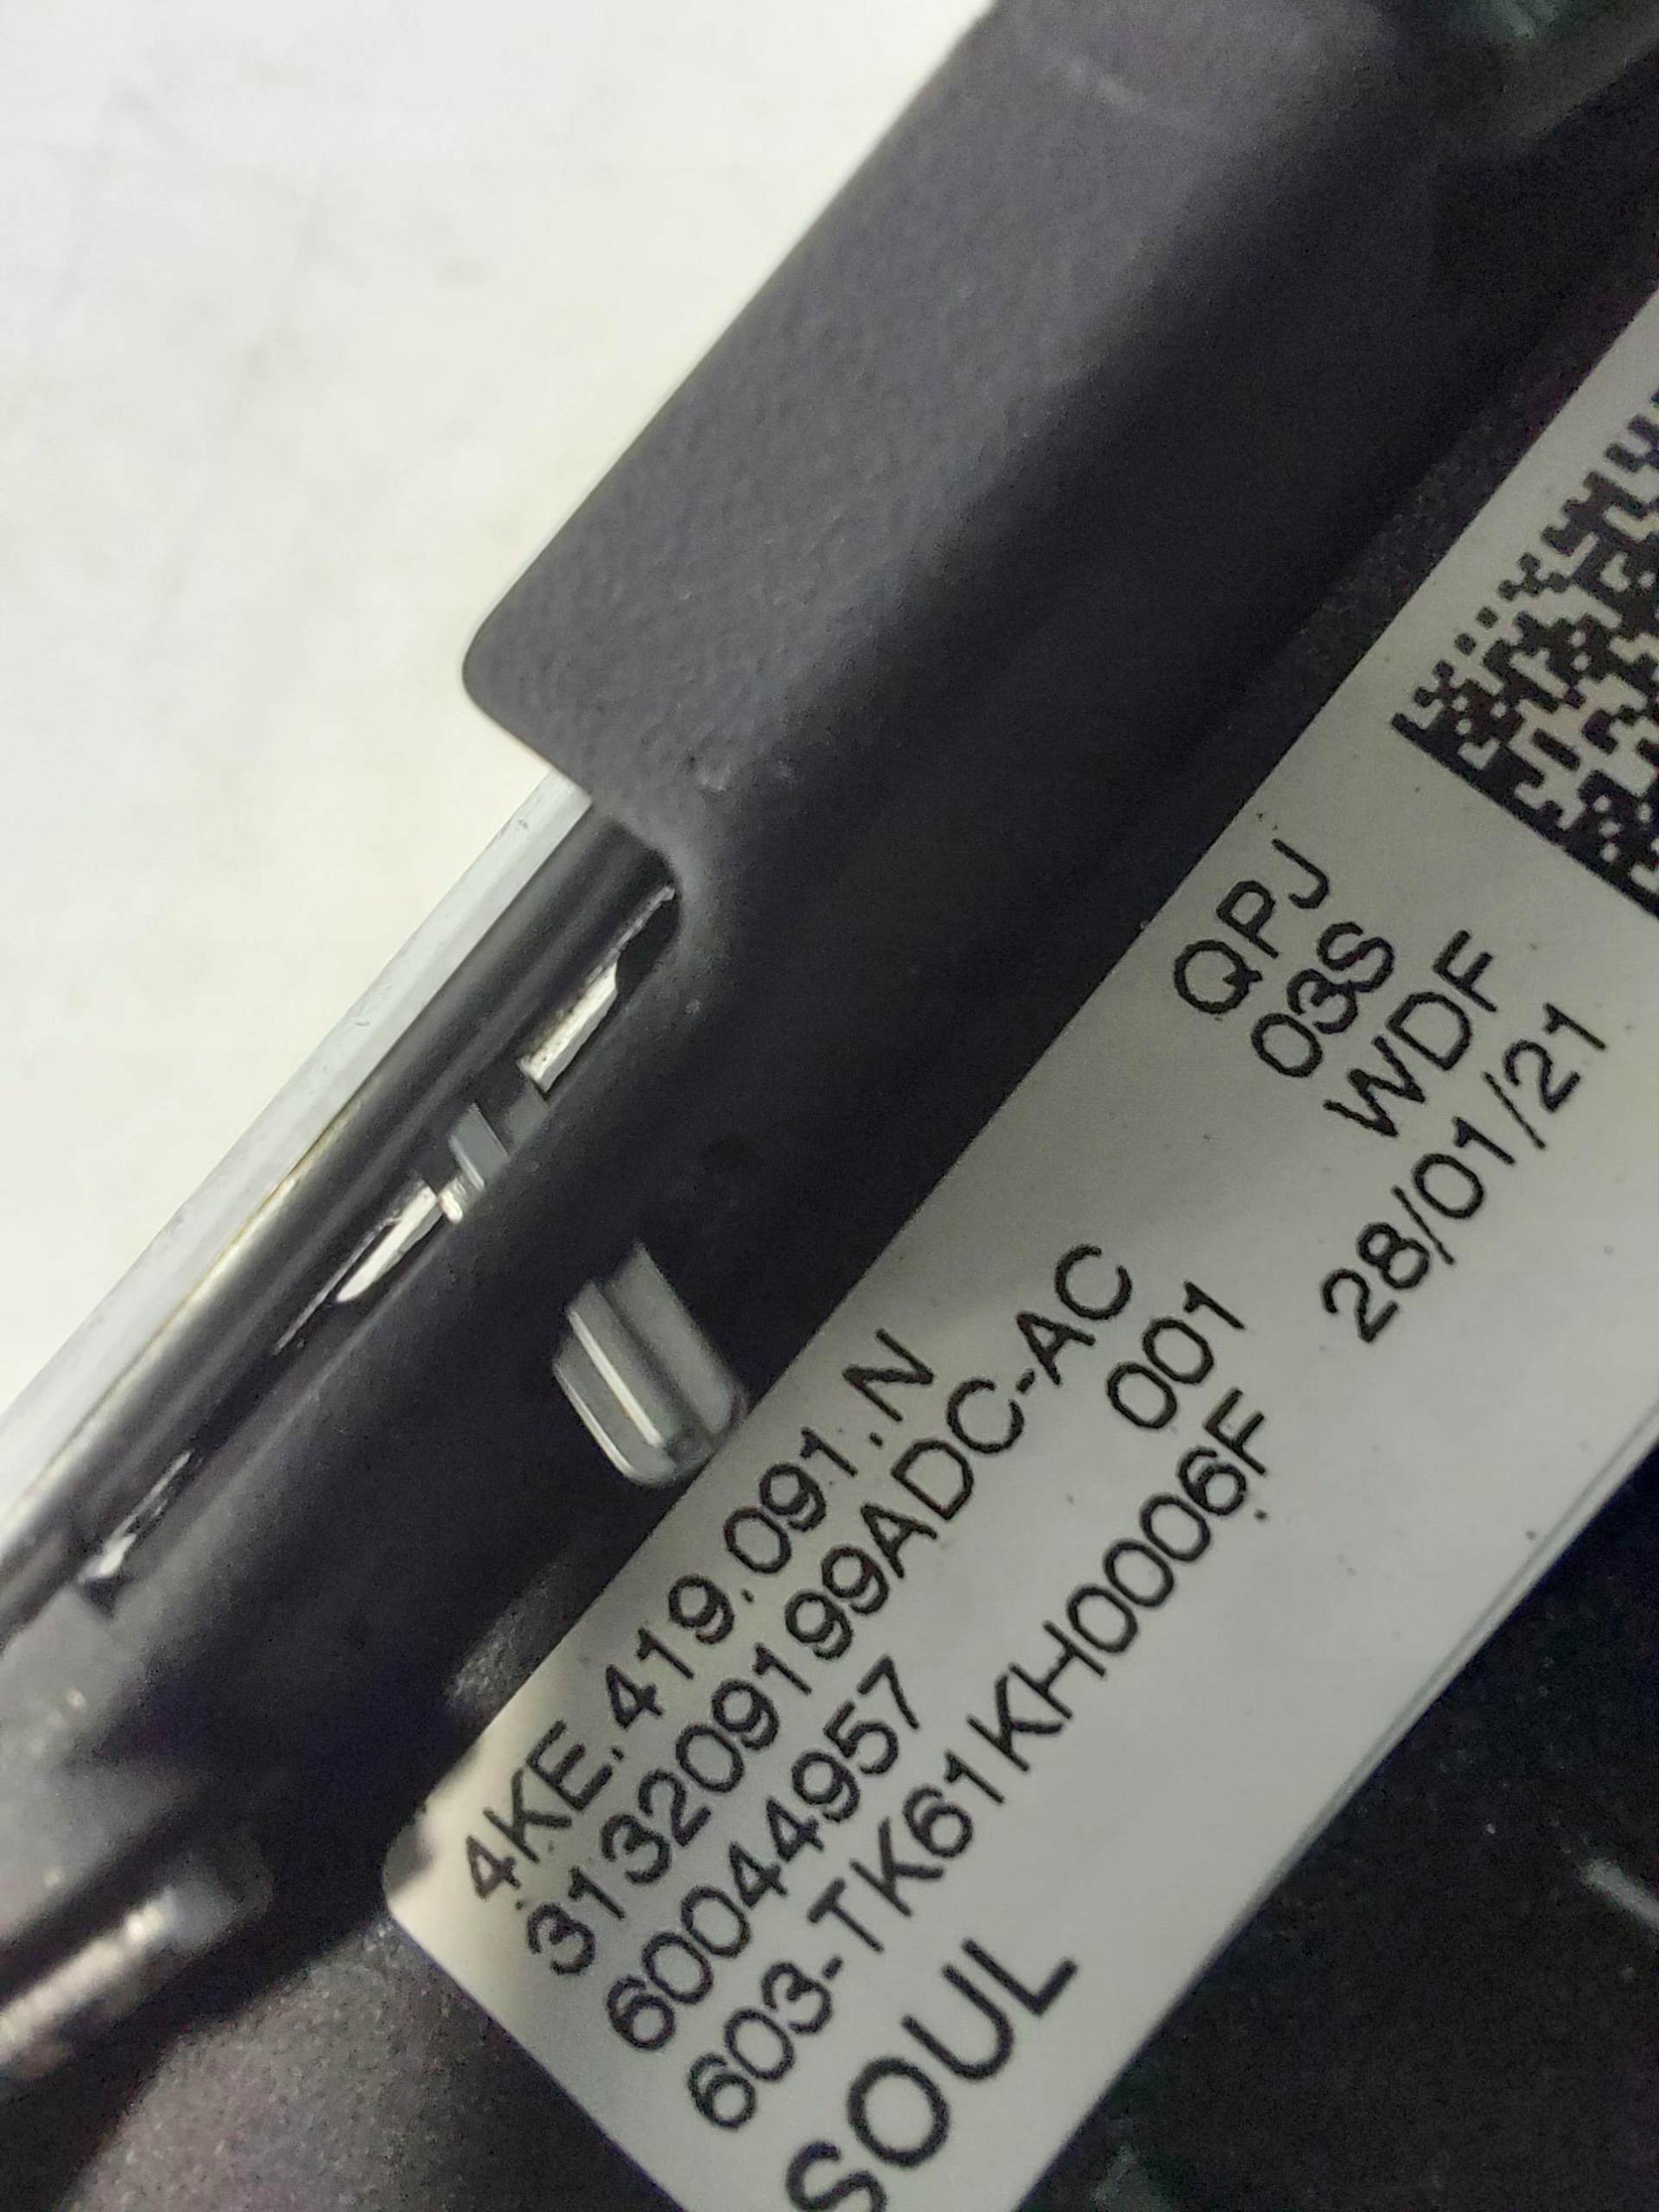 QPJ
03S
WDF
28/01/21
4KE.419.091.N
313209199ADC-AC
001
60044957
603-TK61KH0006F
SOUL